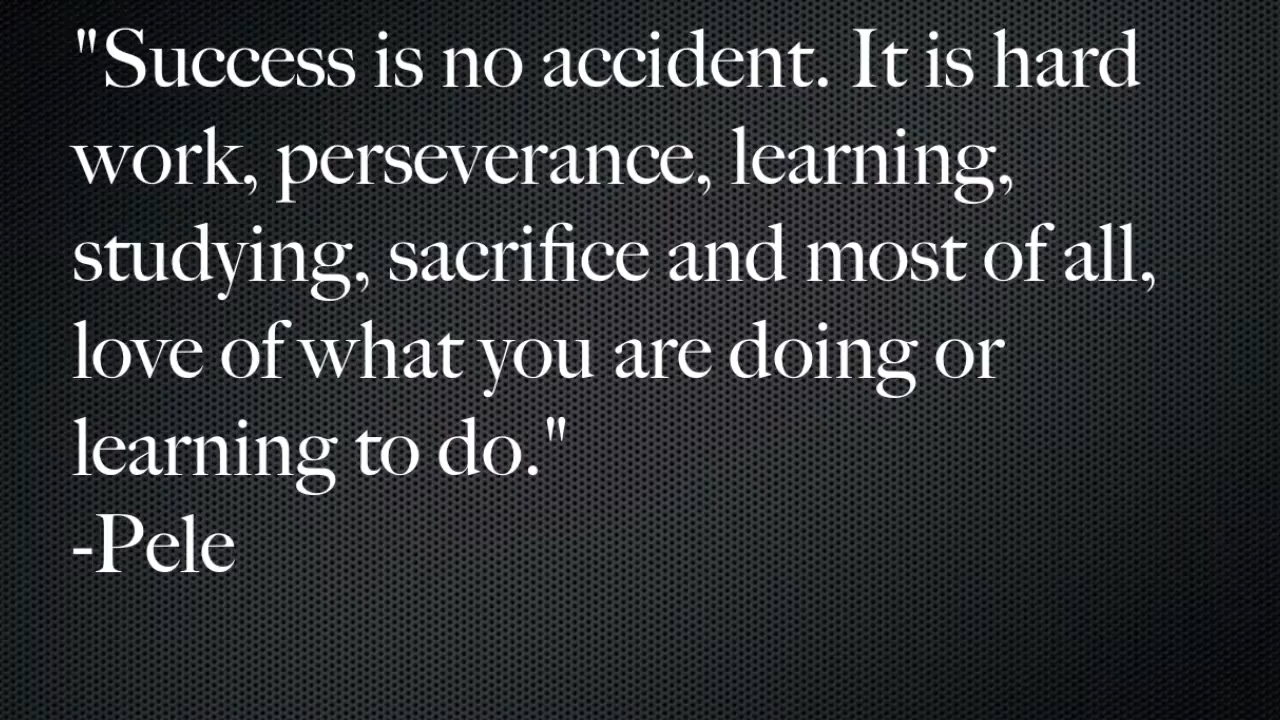 "Success is no accident. It is hard
work, perseverance, learning,
studying, sacrifice and most of all,
love of what you are doing or
learning to do."
-Pele